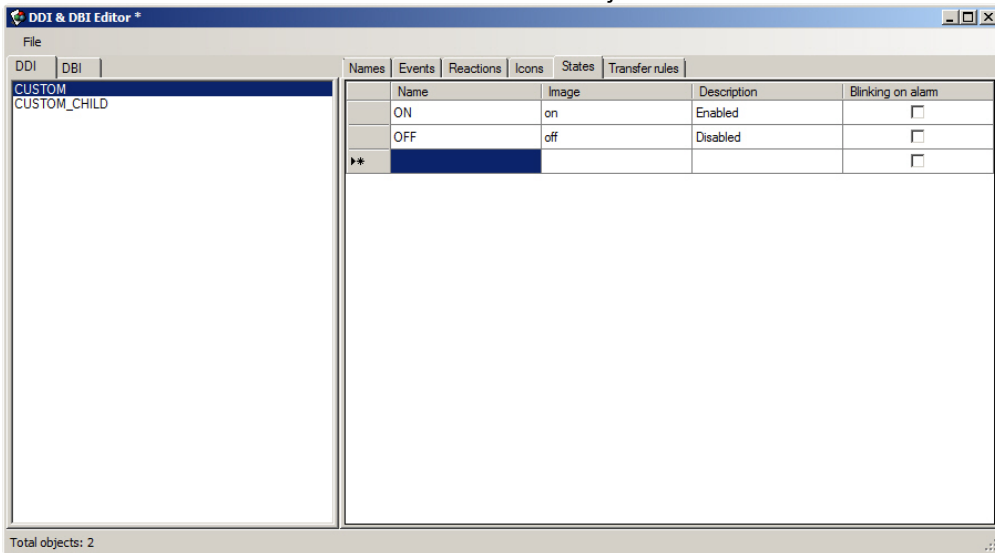 DDI & DBI Editor *
File
DDI DBI
Names Events Reactions Icons States Transfer rules
CUSTOM
CUSTOM_CHILD
Name Image Description Blinking on alarm
ON on Enabled
OFF off Disabled
Total objects: 2